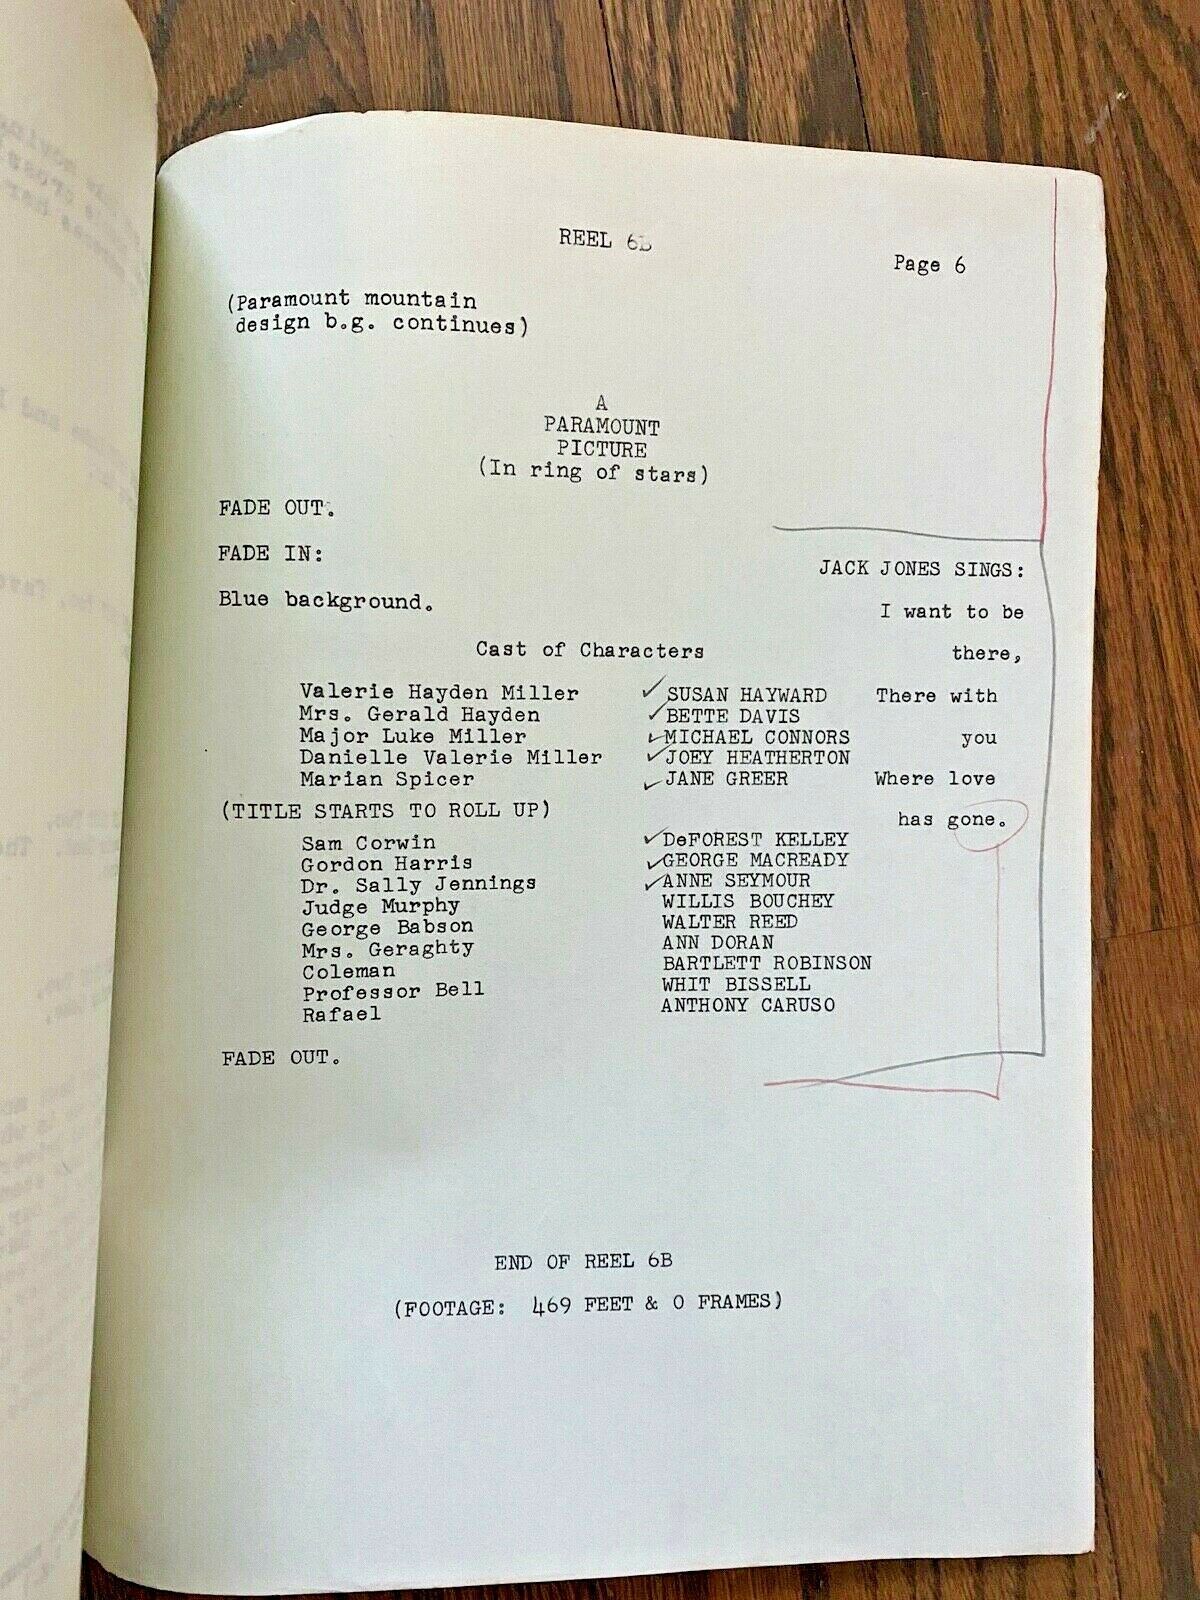 REEL 6B
Page 6
(Paramount mountain
design b.g. continues)
A
PARAMOUNT
PICTURE
(In ring of stars)
FADE OUT.
FADE IN:
JACK JONES SINGS:
Blue background.
I want to be
Cast of Characters there,
Valerie Hayden Miller SUSAN HAYWARD There with
Mrs. Gerald Hayden BETTE DAVIS
Major Luke Miller MICHAEL CONNORS you
Danielle Valerie Miller JOEY HEATHERTON
Marian Spicer JANE GREER Where love
(TITLE STARTS TO ROLL UP)
has gone.
Sam Corwin DeFOREST KELLEY
Gordon Harris GEORGE MACREADY
Dr. Sally Jennings ANNE SEYMOUR
Judge Murphy WILLIS BOUCHEY
George Babson WALTER REED
Mrs. Geraghty ANN DORAN
Coleman BARTLETT ROBINSON
Professor Bell WHIT BISSELL
Rafael ANTHONY CARUSO
FADE OUT.
END OF REEL 6B
(FOOTAGE: 469 FEET & 0 FRAMES)